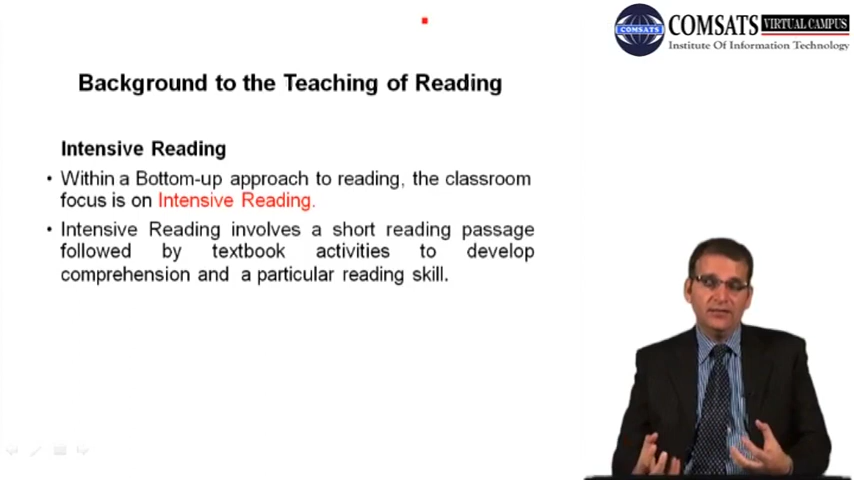 COMSATS
COMSATS VIRTUAL CAMPUS
Institute Of Information Technology
Background to the Teaching of Reading
Intensive Reading
• Within a Bottom-up approach to reading, the classroom
focus is on Intensive Reading.
• Intensive Reading involves a short reading passage
followed by textbook activities to develop
comprehension and a particular reading skill.